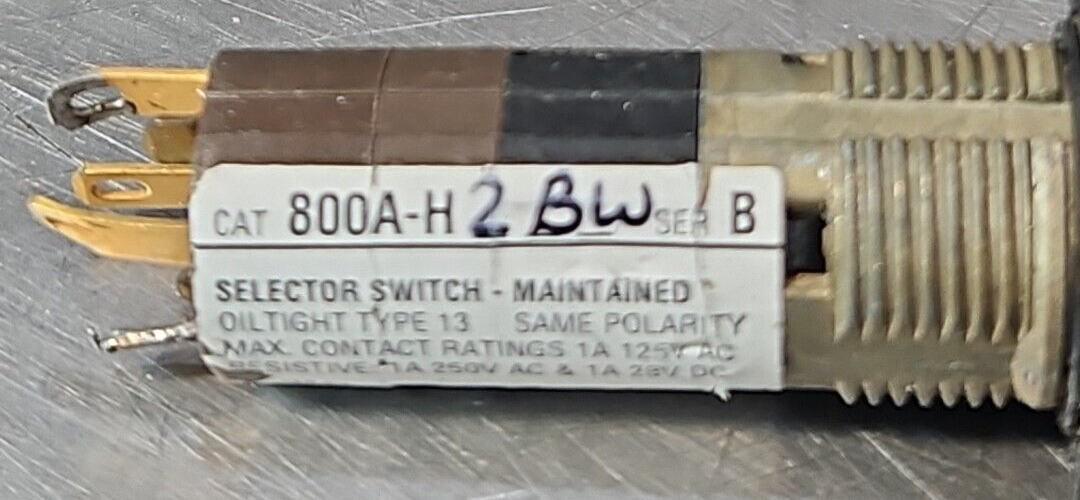 CAT 800A-H 2 BW SER B
SELECTOR SWITCH - MAINTAINED
OILTIGHT TYPE 13 SAME POLARITY
MAX. CONTACT RATINGS 1A 125V AC
RESISTIVE 1A 250V AC & 1A 28V DC